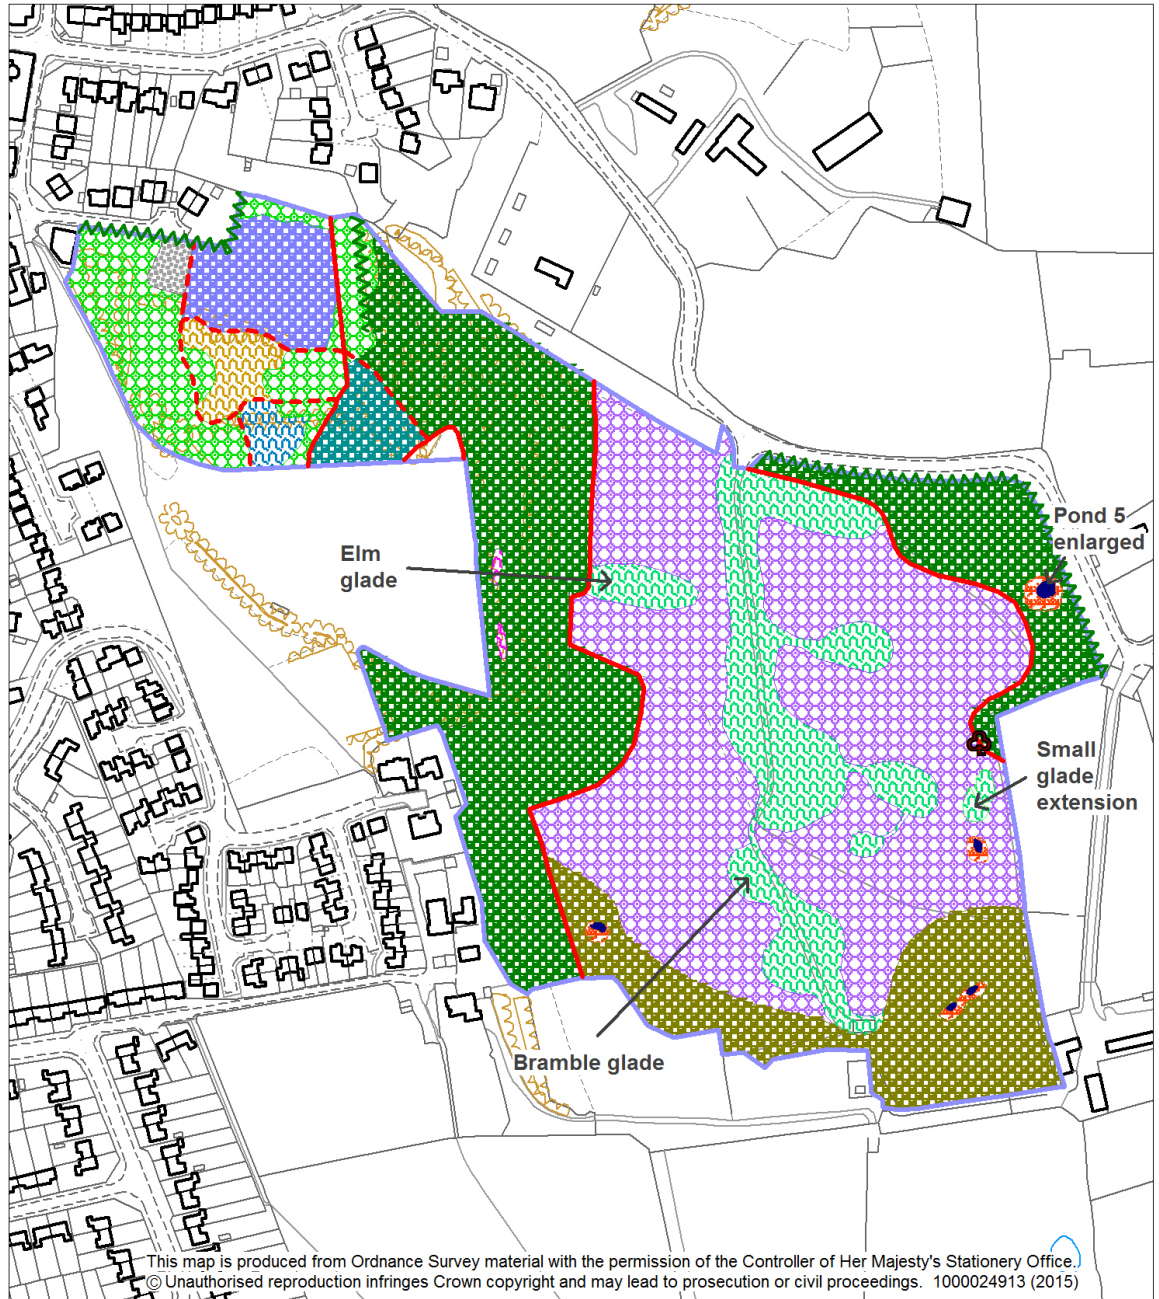 Pond 5
enlarged
Elm
glade
Small
glade
extension
Bramble glade
This map is produced from Ordnance Survey material with the permission of the Controller of Her Majesty's Stationery Office.
© Unauthorised reproduction infringes Crown copyright and may lead to prosecution or civil proceedings. 1000024913 (2015)